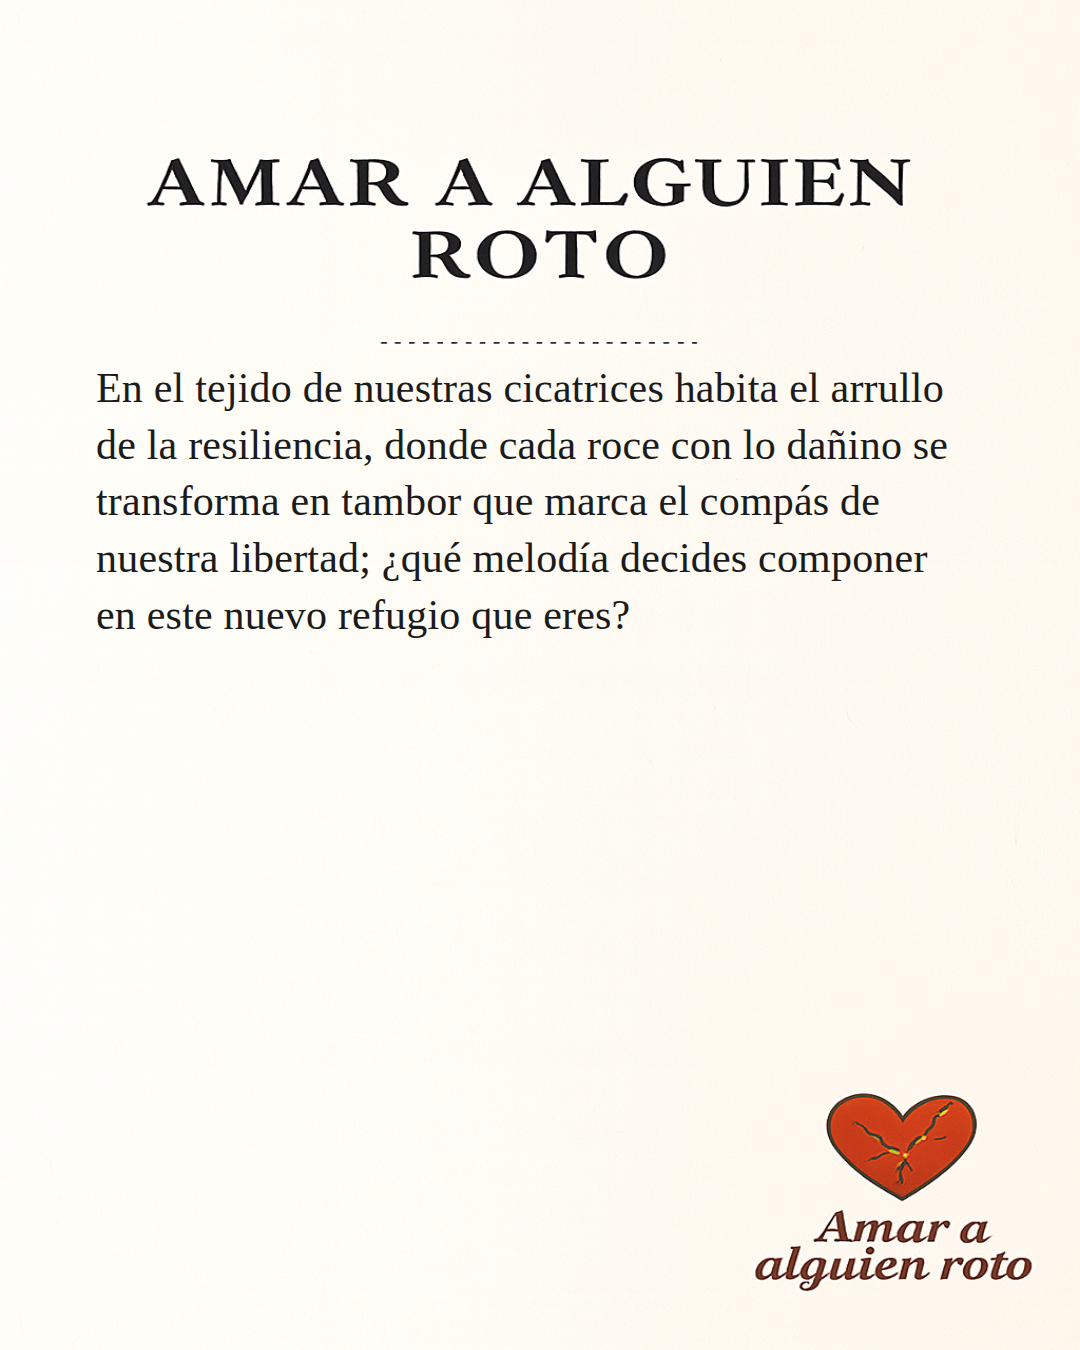 AMAR A ALGUIEN
ROTO
----------------------
En el tejido de nuestras cicatrices habita el arrullo
de la resiliencia, donde cada roce con lo dañino se
transforma en tambor que marca el compás de
nuestra libertad; ¿qué melodía decides componer
en este nuevo refugio que eres?
Amar a
alguien roto